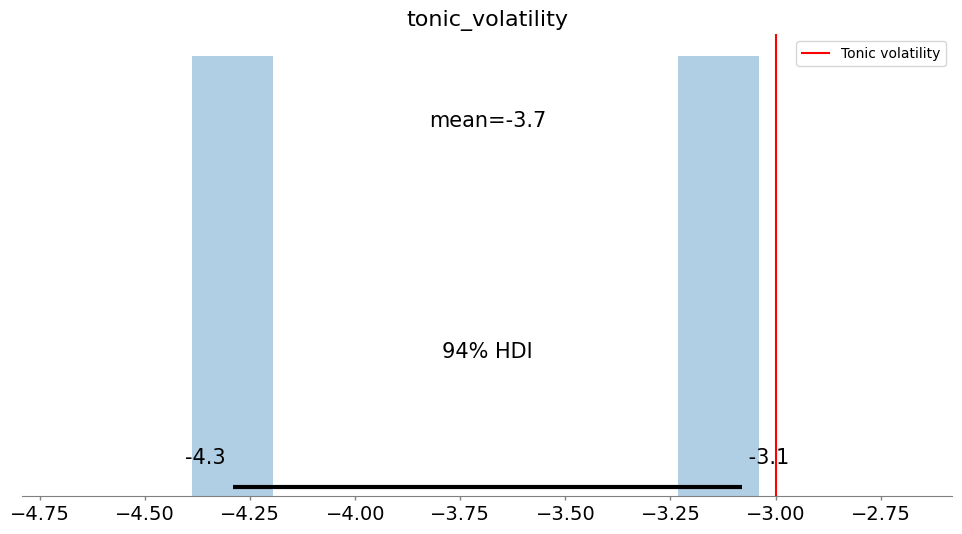 tonic_volatility
Tonic volatility
mean=-3.7
94% HDI
-4.3
-3.1
−4.75 −4.50 −4.25 −4.00 −3.75 −3.50 −3.25 −3.00 −2.75